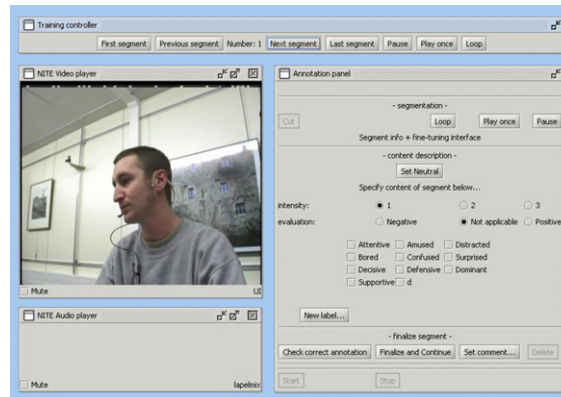 Training controller
First segment Previous segment Number: 1 Next segment Last segment Pause Play once Loop
NITE Video player
Mute UI
NITE Audio player
Mute lapelmix
Annotation panel
- segmentation -
Cut Loop Play once Pause
Segment info + fine-tuning interface
- content description -
Set Neutral
Specify content of segment below...
intensity: 1 2 3
evaluation: Negative Not applicable Positive
Attentive Amused Distracted
Bored Confused Surprised
Decisive Defensive Dominant
Supportive d
New label...
- finalize segment -
Check correct annotation Finalize and Continue Set comment... Delete
Start Stop